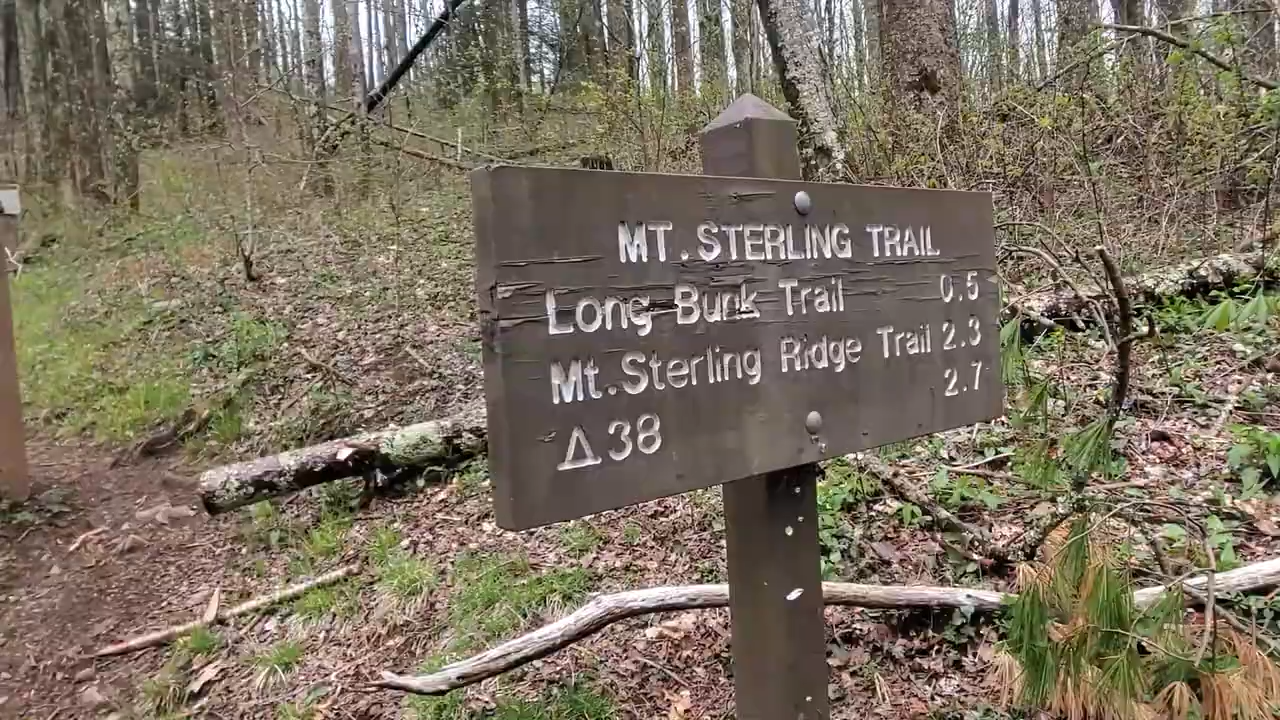 MT. STERLING TRAIL
Long Bunk Trail 0.5
Mt. Sterling Ridge Trail 2.3
Δ38 2.7